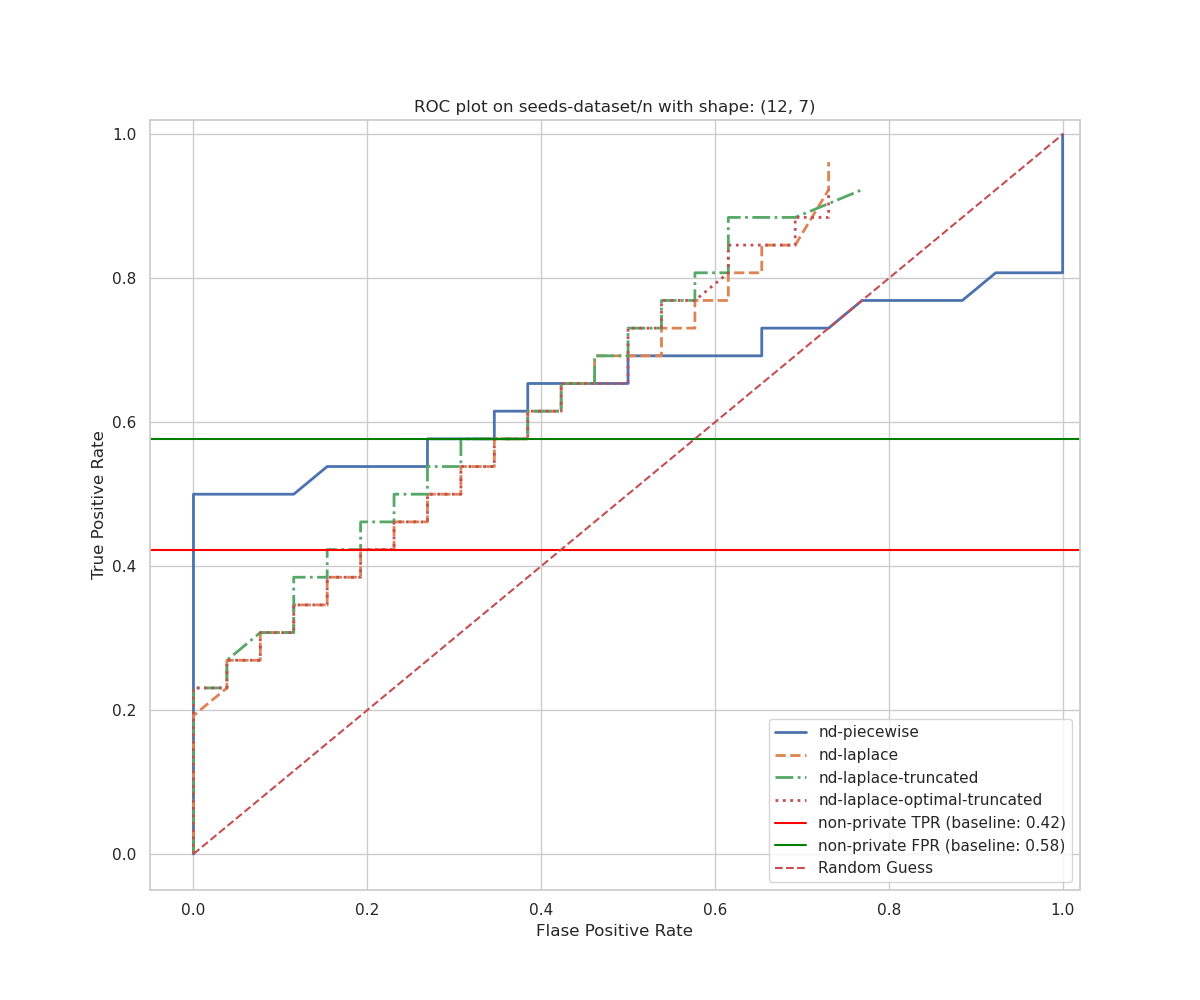 ROC plot on seeds-dataset/n with shape: (12, 7)
1.0
0.8
0.6
0.4
0.2
0.0
True Positive Rate
0.0 0.2 0.4 0.6 0.8 1.0
Flase Positive Rate
nd-piecewise
nd-laplace
nd-laplace-truncated
nd-laplace-optimal-truncated
non-private TPR (baseline: 0.42)
non-private FPR (baseline: 0.58)
Random Guess